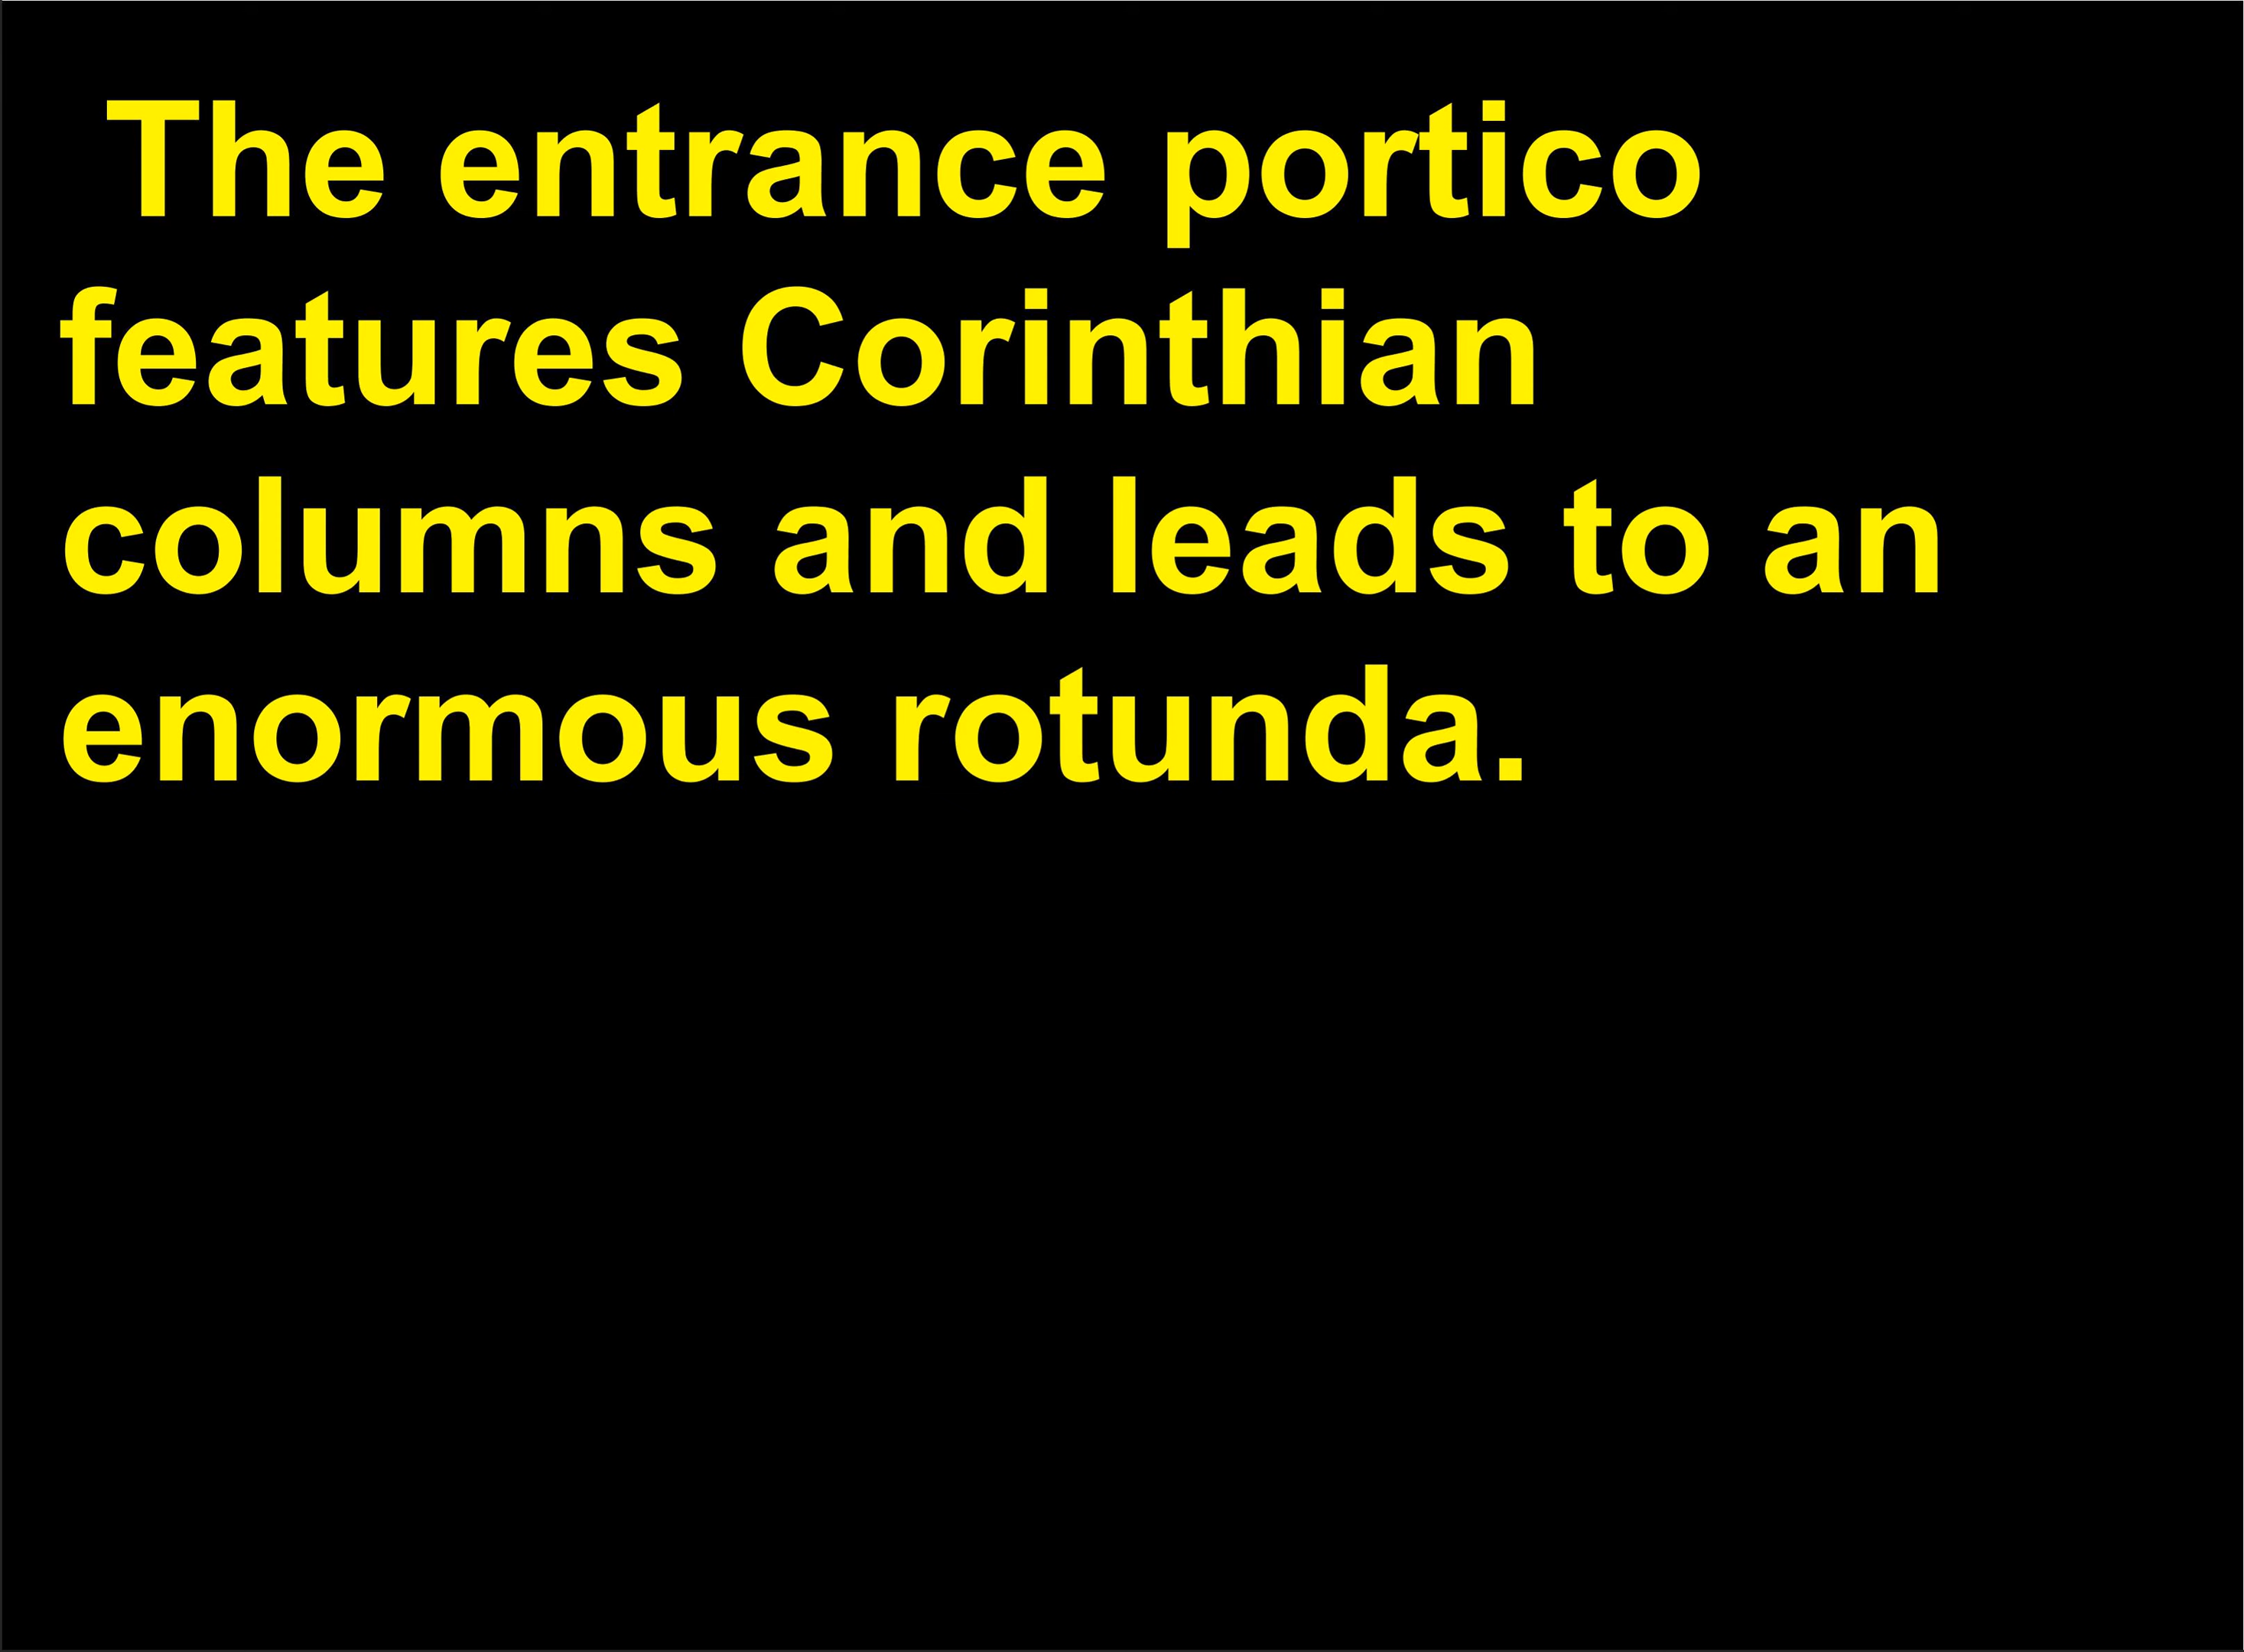 The entrance portico
features Corinthian
columns and leads to an
enormous rotunda.